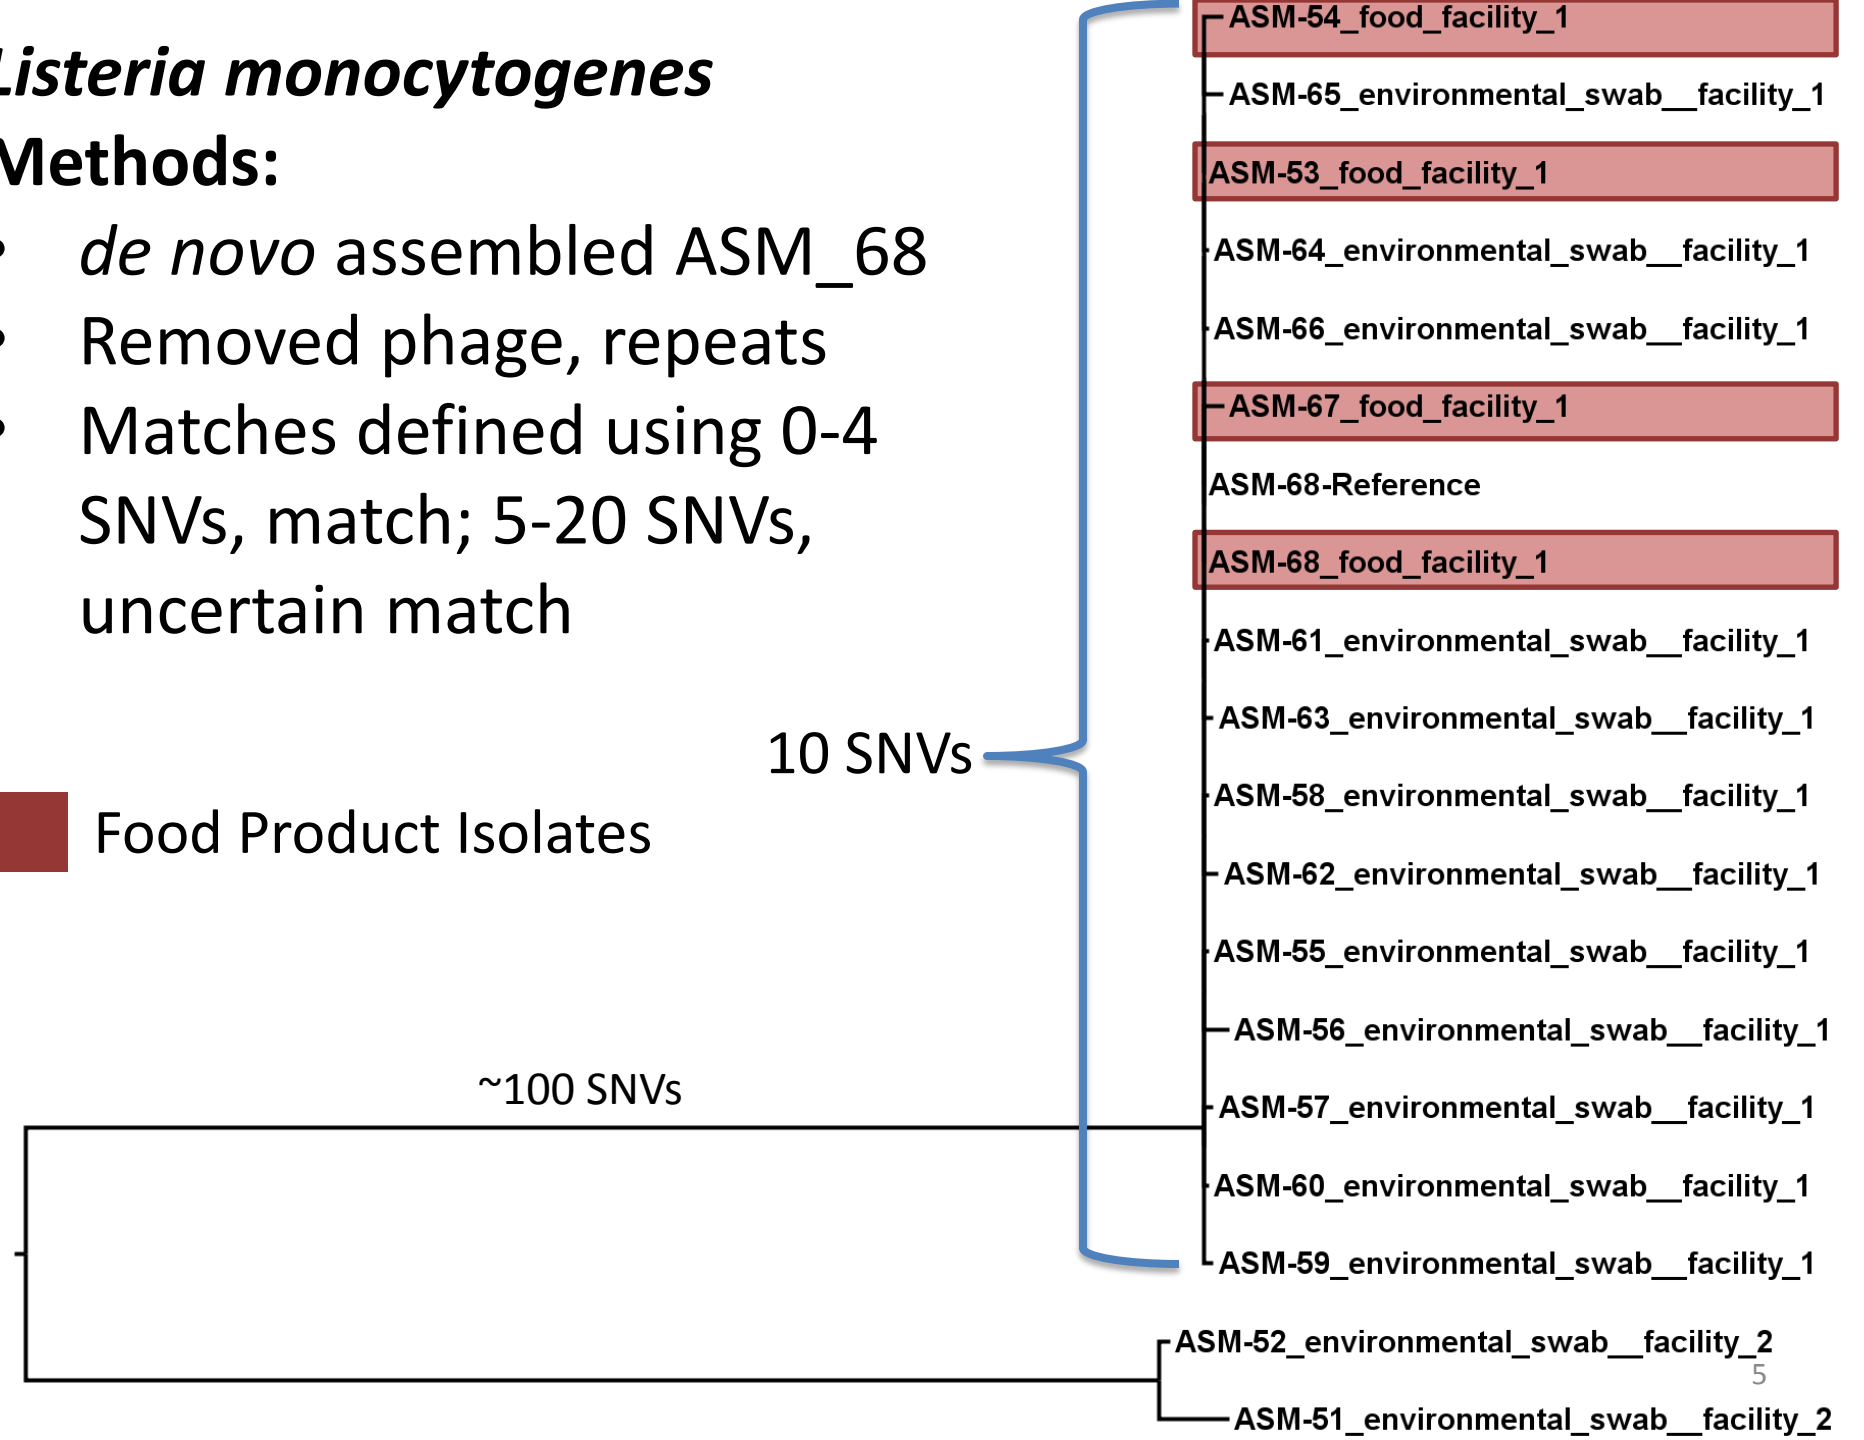 Listeria monocytogenes
Methods:
• de novo assembled ASM_68
• Removed phage, repeats
• Matches defined using 0-4
SNVs, match; 5-20 SNVs,
uncertain match
10 SNVs
Food Product Isolates
~100 SNVs
ASM-54_food_facility_1
ASM-65_environmental_swab__facility_1
ASM-53_food_facility_1
ASM-64_environmental_swab__facility_1
ASM-66_environmental_swab__facility_1
ASM-67_food_facility_1
ASM-68-Reference
ASM-68_food_facility_1
ASM-61_environmental_swab__facility_1
ASM-63_environmental_swab__facility_1
ASM-58_environmental_swab__facility_1
ASM-62_environmental_swab__facility_1
ASM-55_environmental_swab__facility_1
ASM-56_environmental_swab__facility_1
ASM-57_environmental_swab__facility_1
ASM-60_environmental_swab__facility_1
ASM-59_environmental_swab__facility_1
ASM-52_environmental_swab__facility_2
5
ASM-51_environmental_swab__facility_2